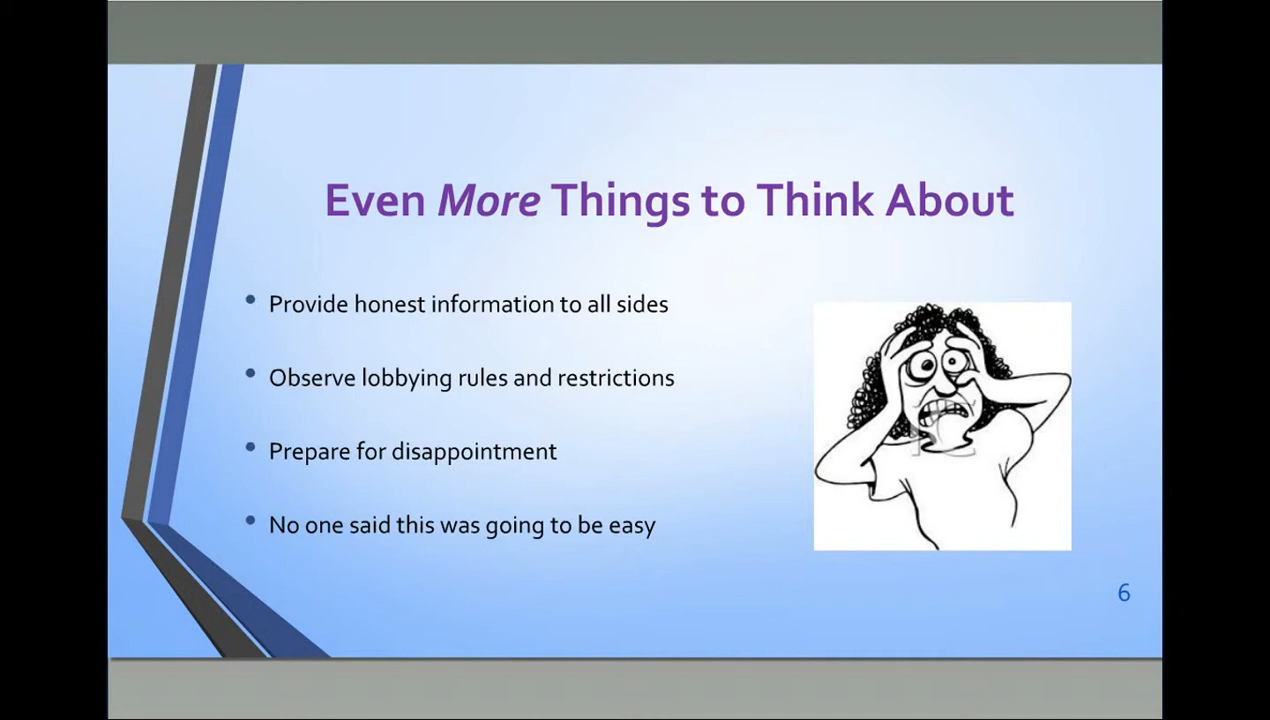 Even More Things to Think About
• Provide honest information to all sides
• Observe lobbying rules and restrictions
• Prepare for disappointment
• No one said this was going to be easy
6